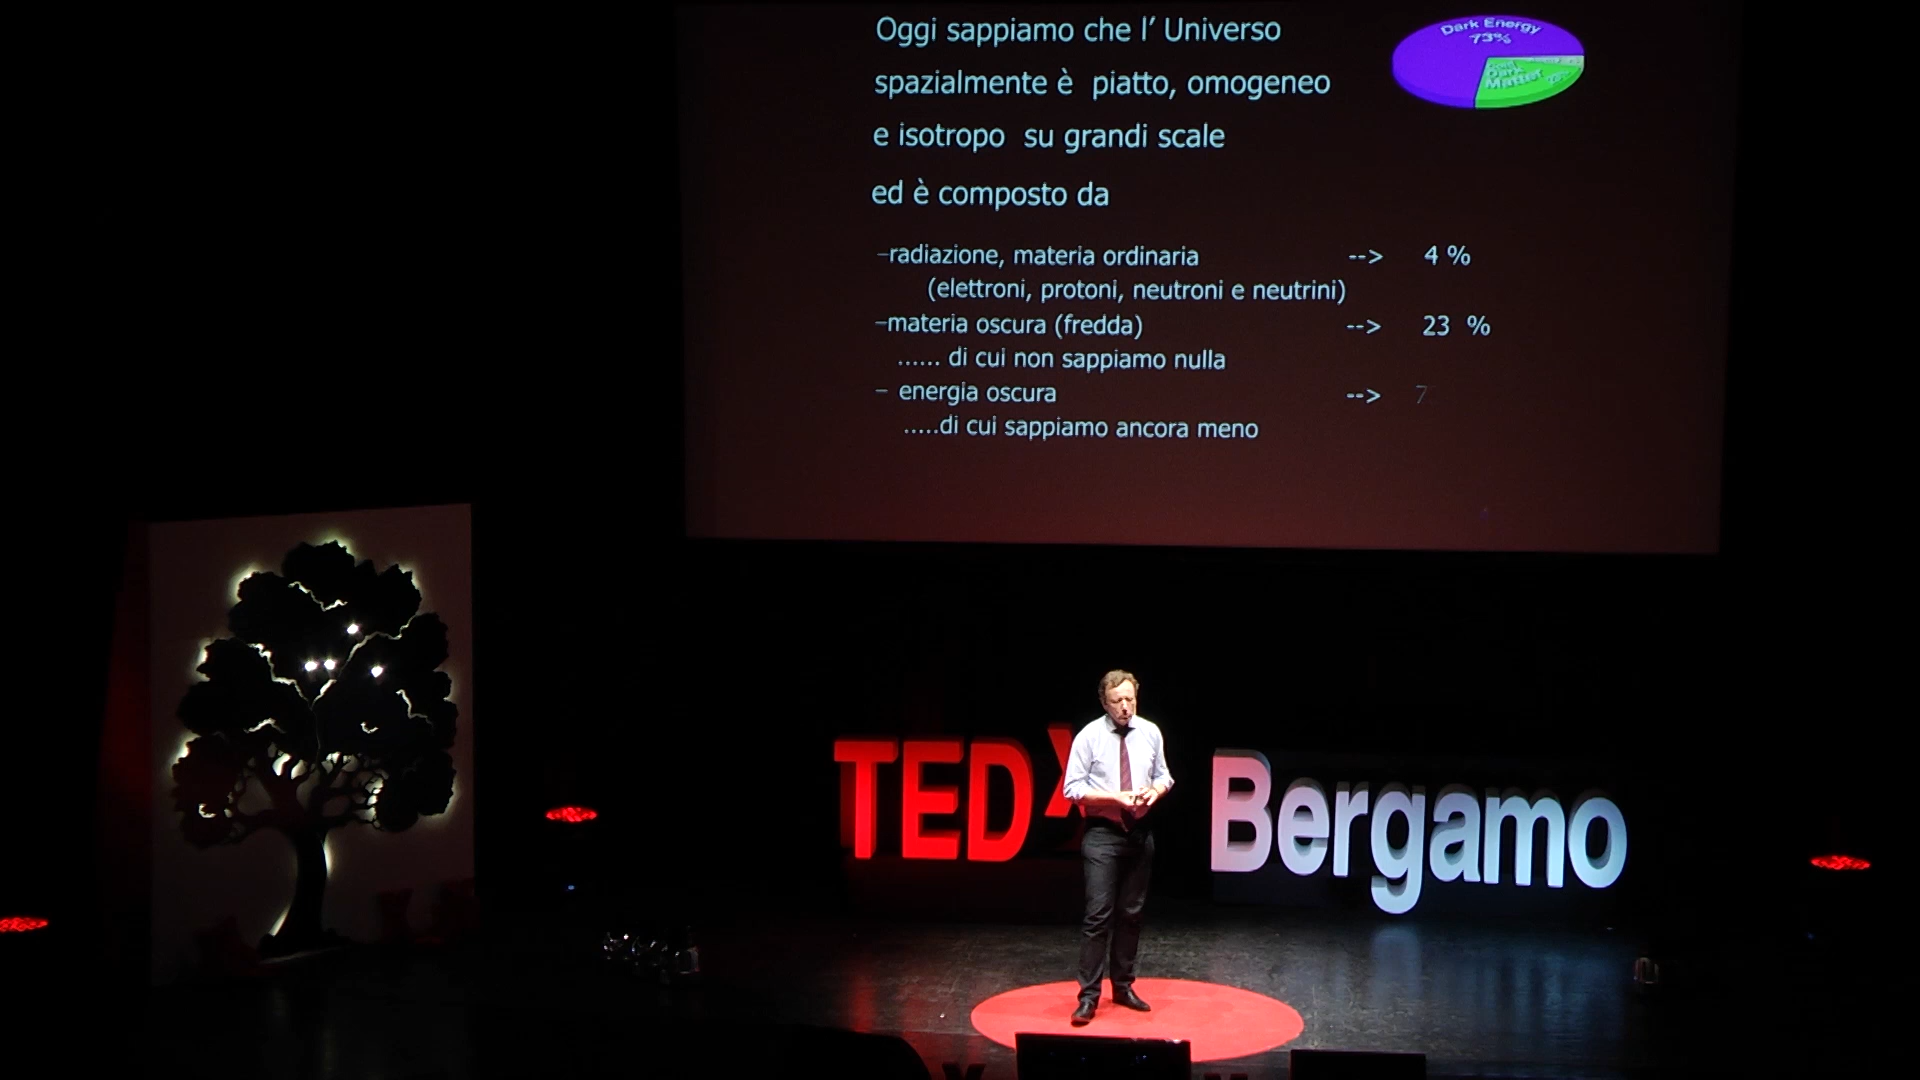 Oggi sappiamo che l' Universo
spazialmente è piatto, omogeneo
e isotropo su grandi scale
ed è composto da
–radiazione, materia ordinaria --> 4 %
(elettroni, protoni, neutroni e neutrini)
–materia oscura (fredda) --> 23 %
...... di cui non sappiamo nulla
– energia oscura --> 7
.....di cui sappiamo ancora meno
Dark Energy
73%
Dark
Matter
TEDx Bergamo